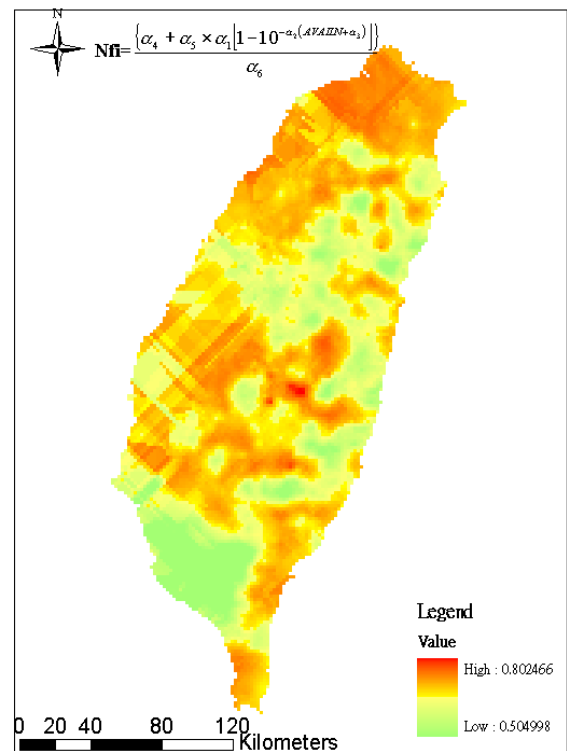 N
Nfi={α₄ + α₅ × α₁[1-10^{-α₂(AVAILN+α₃)}]}/α₆
Legend
Value
High : 0.802466
Low : 0.504998
0 20 40 80 120
Kilometers